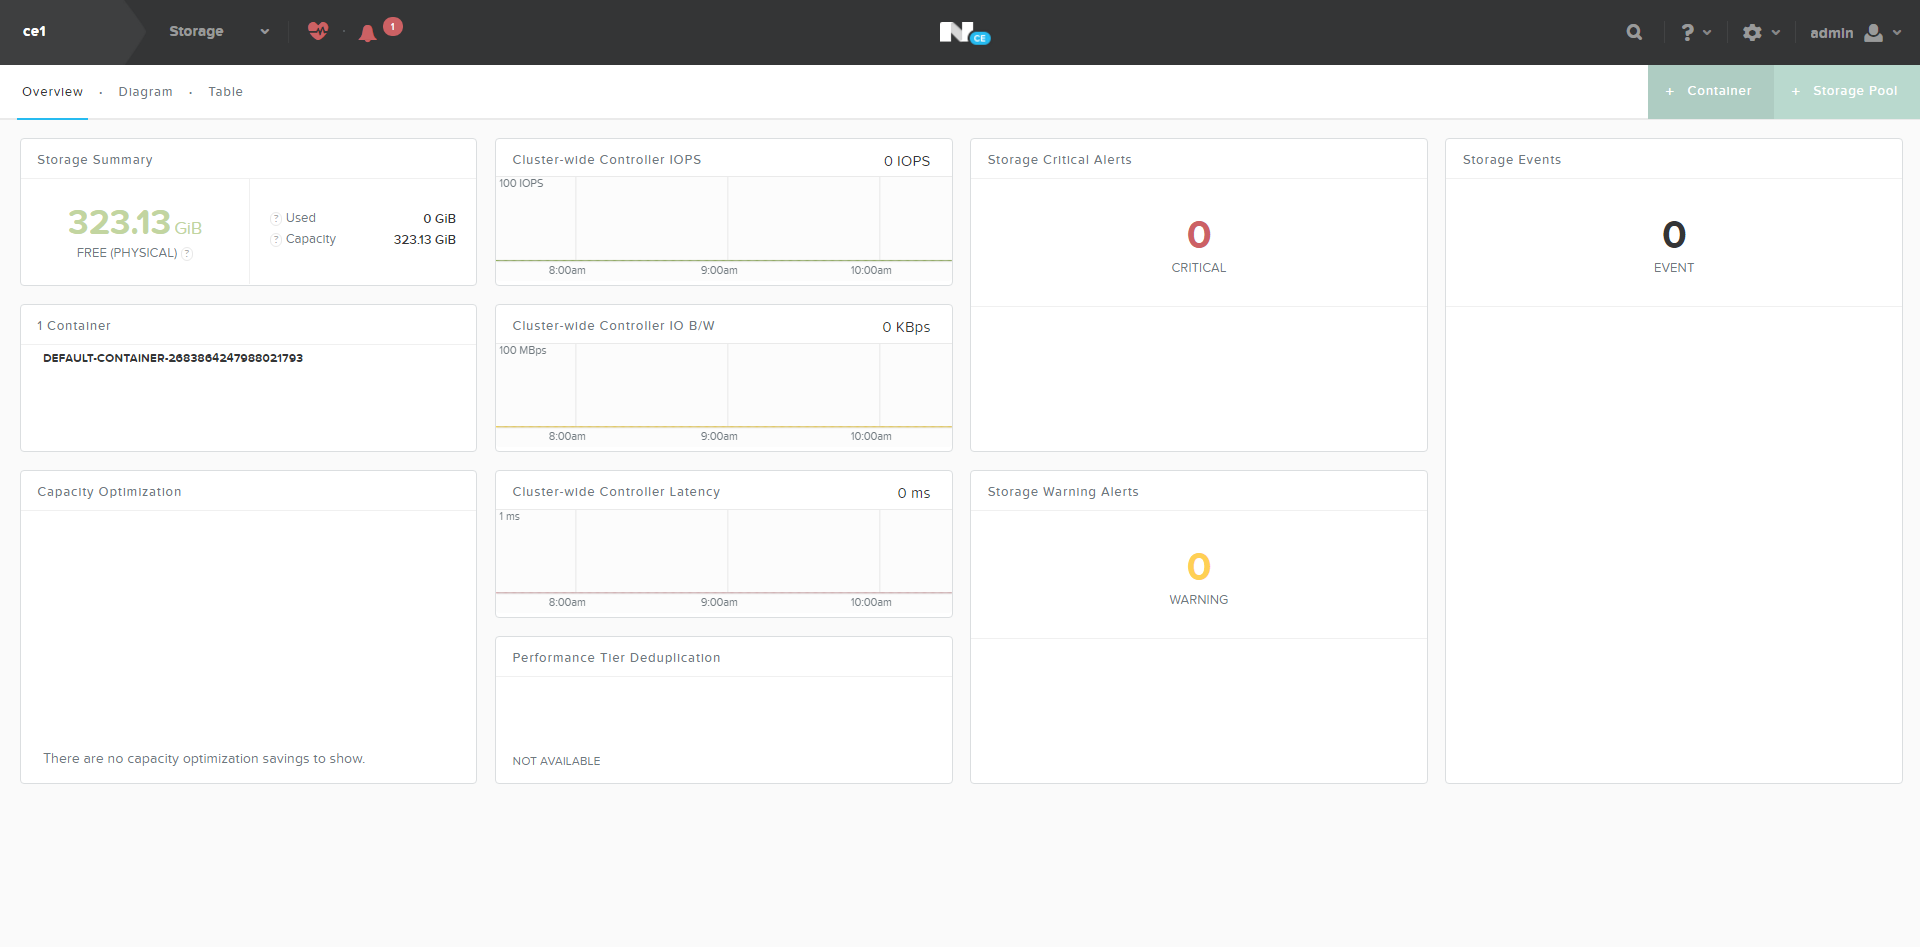 ce1
Storage
1
N CE
?
admin
Overview · Diagram · Table
+ Container
+ Storage Pool
Storage Summary
323.13 GiB
FREE (PHYSICAL) ?
? Used 0 GiB
? Capacity 323.13 GiB
1 Container
DEFAULT-CONTAINER-2683864247988021793
Capacity Optimization
There are no capacity optimization savings to show.
Cluster-wide Controller IOPS 0 IOPS
100 IOPS
8:00am 9:00am 10:00am
Cluster-wide Controller IO B/W 0 KBps
100 MBps
8:00am 9:00am 10:00am
Cluster-wide Controller Latency 0 ms
1 ms
8:00am 9:00am 10:00am
Performance Tier Deduplication
NOT AVAILABLE
Storage Critical Alerts
0
CRITICAL
Storage Warning Alerts
0
WARNING
Storage Events
0
EVENT